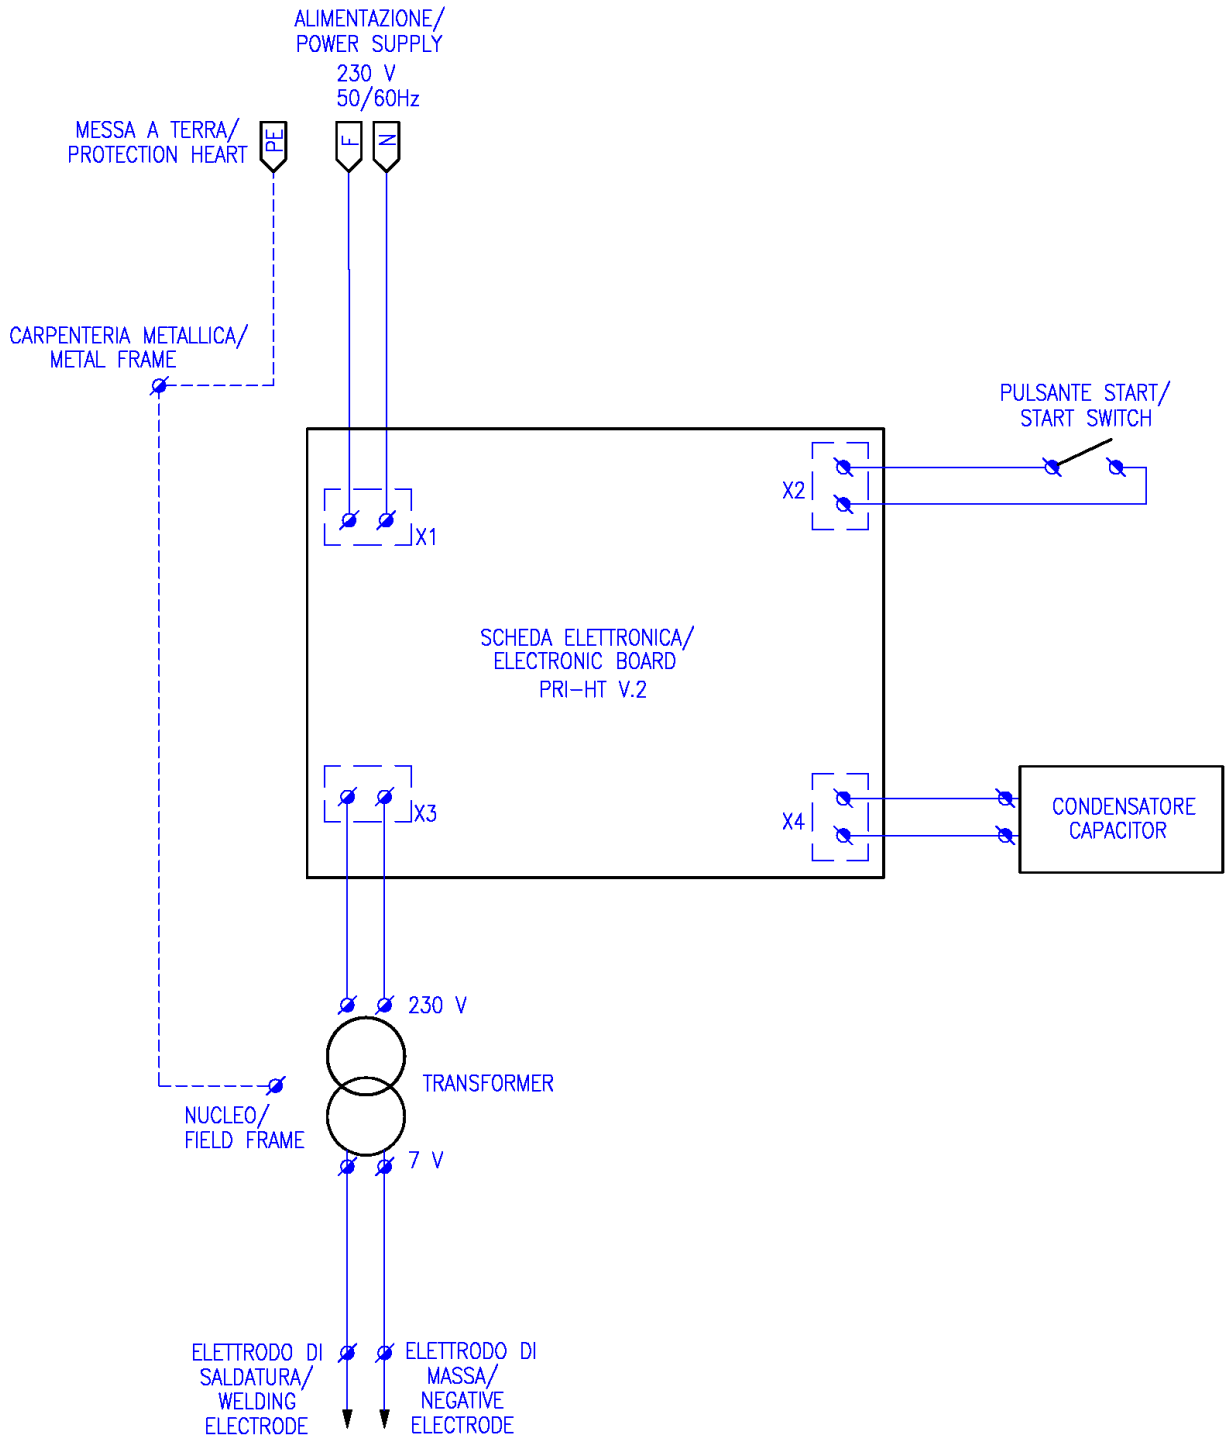 ALIMENTAZIONE/
POWER SUPPLY
230 V
50/60Hz
MESSA A TERRA/
PROTECTION HEART
PE
F
N
CARPENTERIA METALLICA/
METAL FRAME
PULSANTE START/
START SWITCH
X2
X1
SCHEDA ELETTRONICA/
ELECTRONIC BOARD
PRI-HT V.2
X3
X4
CONDENSATORE
CAPACITOR
230 V
TRANSFORMER
NUCLEO/
FIELD FRAME
7 V
ELETTRODO DI
SALDATURA/
WELDING
ELECTRODE
ELETTRODO DI
MASSA/
NEGATIVE
ELECTRODE